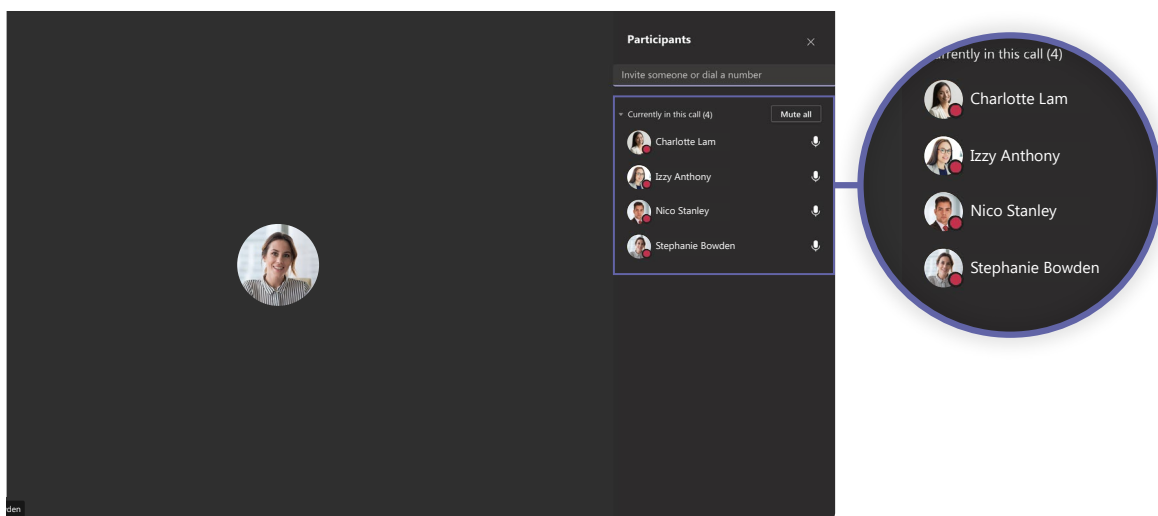 Participants
Invite someone or dial a number
Currently in this call (4)
Mute all
Charlotte Lam
Izzy Anthony
Nico Stanley
Stephanie Bowden
den
in this call (4)
Charlotte Lam
Izzy Anthony
Nico Stanley
Stephanie Bowden